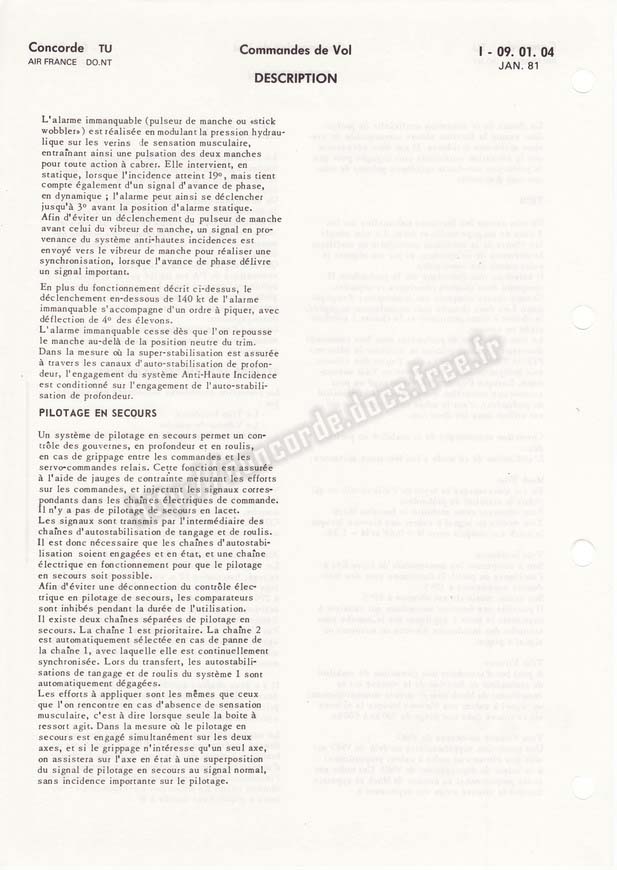 Concorde TU
AIR FRANCE DO.NT
Commandes de Vol
DESCRIPTION
I - 09. 01. 04
JAN. 81
L'alarme immanquable (pulseur de manche ou «stick
wobbler») est réalisée en modulant la pression hydrau-
lique sur les verins de sensation musculaire,
entraînant ainsi une pulsation des deux manches
pour toute action à cabrer. Elle intervient, en
statique, lorsque l'incidence atteint 19º, mais tient
compte également d'un signal d'avance de phase,
en dynamique ; l'alarme peut ainsi se déclencher
jusqu'à 3º avant la position d'alarme statique.
Afin d'éviter un déclenchement du pulseur de manche
avant celui du vibreur de manche, un signal en pro-
venance du système anti-hautes incidences est
envoyé vers le vibreur de manche pour réaliser une
synchronisation, lorsque l'avance de phase délivre
un signal important.
En plus du fonctionnement décrit ci-dessus, le
déclenchement en-dessous de 140 kt de l'alarme
immanquable s'accompagne d'un ordre à piquer, avec
déflection de 4º des élevons.
L'alarme immanquable cesse dès que l'on repousse
le manche au-delà de la position neutre du trim.
Dans la mesure où la super-stabilisation est assurée
à travers les canaux d'auto-stabilisation de profon-
deur, l'engagement du système Anti-Haute Incidence
est conditionné sur l'engagement de l'auto-stabili-
sation de profondeur.
PILOTAGE EN SECOURS
Un système de pilotage en secours permet un con-
trôle des gouvernes, en profondeur et en roulis,
en cas de grippage entre les commandes et les
servo-commandes relais. Cette fonction est assurée
à l'aide de jauges de contrainte mesurant les efforts
sur les commandes, et injectant les signaux corres-
pondants dans les chaînes électriques de commande.
Il n'y a pas de pilotage de secours en lacet.
Les signaux sont transmis par l'intermédiaire des
chaînes d'autostabilisation de tangage et de roulis.
Il est donc nécessaire que les chaînes d'autostabi-
lisation soient engagées et en état, et une chaîne
électrique en fonctionnement pour que le pilotage
en secours soit possible.
Afin d'éviter une déconnection du contrôle élec-
trique en pilotage de secours, les comparateurs
sont inhibés pendant la durée de l'utilisation.
Il existe deux chaînes séparées de pilotage en
secours. La chaîne 1 est prioritaire. La chaîne 2
est automatiquement sélectée en cas de panne de
la chaîne 1, avec laquelle elle est continuellement
synchronisée. Lors du transfert, les autostabili-
sations de tangage et de roulis du système 1 sont
automatiquement dégagées.
Les efforts à appliquer sont les mêmes que ceux
que l'on rencontre en cas d'absence de sensation
musculaire, c'est à dire lorsque seule la boite à
ressort agit. Dans la mesure où le pilotage en
secours est engagé simultanément sur les deux
axes, et si le grippage n'intéresse qu'un seul axe,
on assistera sur l'axe en état à une superposition
du signal de pilotage en secours au signal normal,
sans incidence importante sur le pilotage.
http://concorde.docs.free.fr